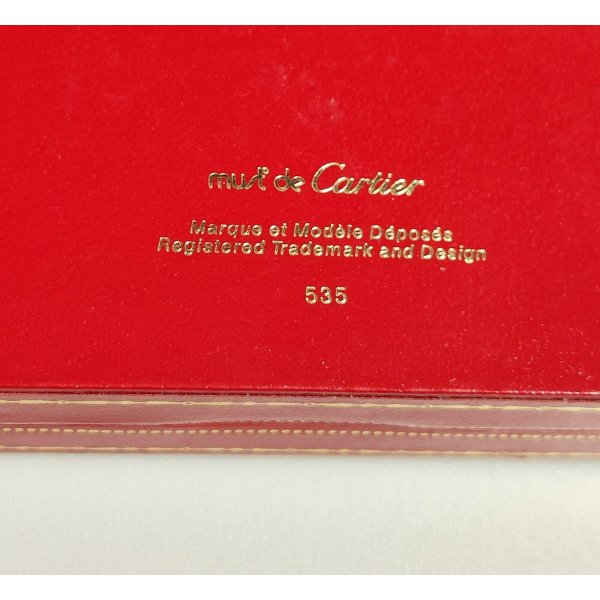 must de Cartier
Marque et Modèle Déposés
Registered Trademark and Design
535